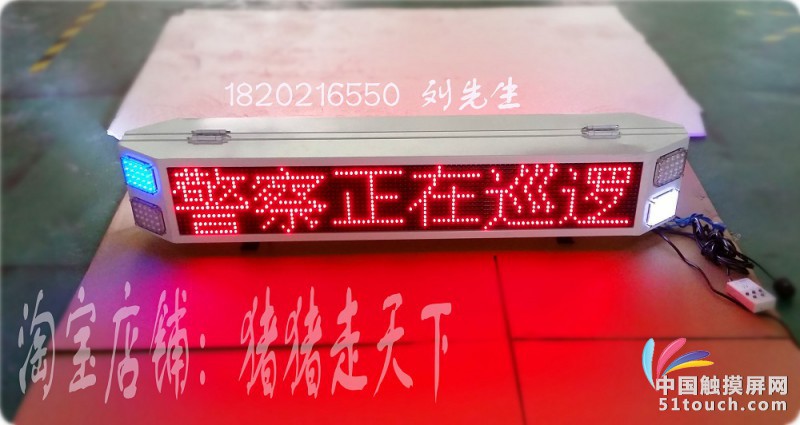 1820216550 刘先生
警察正在巡逻
淘宝店铺：猪猪走天下
中国触摸屏网
51touch.com